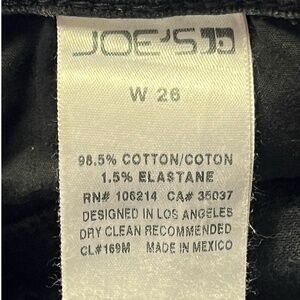 JOE'S
W 26
98.5% COTTON/COTON
1.5% ELASTANE
RN# 106214 CA# 35037
DESIGNED IN LOS ANGELES
DRY CLEAN RECOMMENDED
CL#169M MADE IN MEXICO